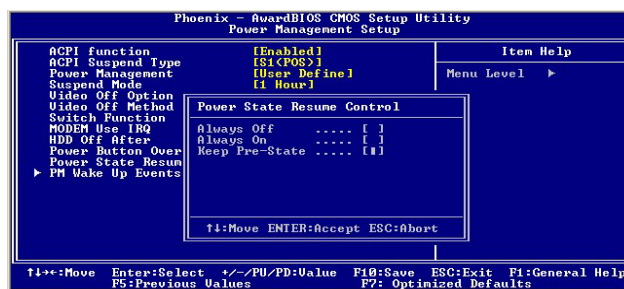 Phoenix - AwardBIOS CMOS Setup Utility
Power Management Setup
ACPI function [Enabled]
ACPI Suspend Type [S1(POS)]
Power Management [User Define]
Suspend Mode [1 Hour]
Video Off Option
Video Off Method
Switch Function
MODEM Use IRQ
HDD Off After
Power Button Over
Power State Resum
▶ PM Wake Up Events
Item Help
Menu Level ▶
Power State Resume Control
Always Off ..... [ ]
Always On ..... [ ]
Keep Pre-State ..... [■]
↑↓:Move ENTER:Accept ESC:Abort
↑↓→←:Move Enter:Select +/-/PU/PD:Value F10:Save ESC:Exit F1:General Help
F5:Previous Values F7: Optimized Defaults